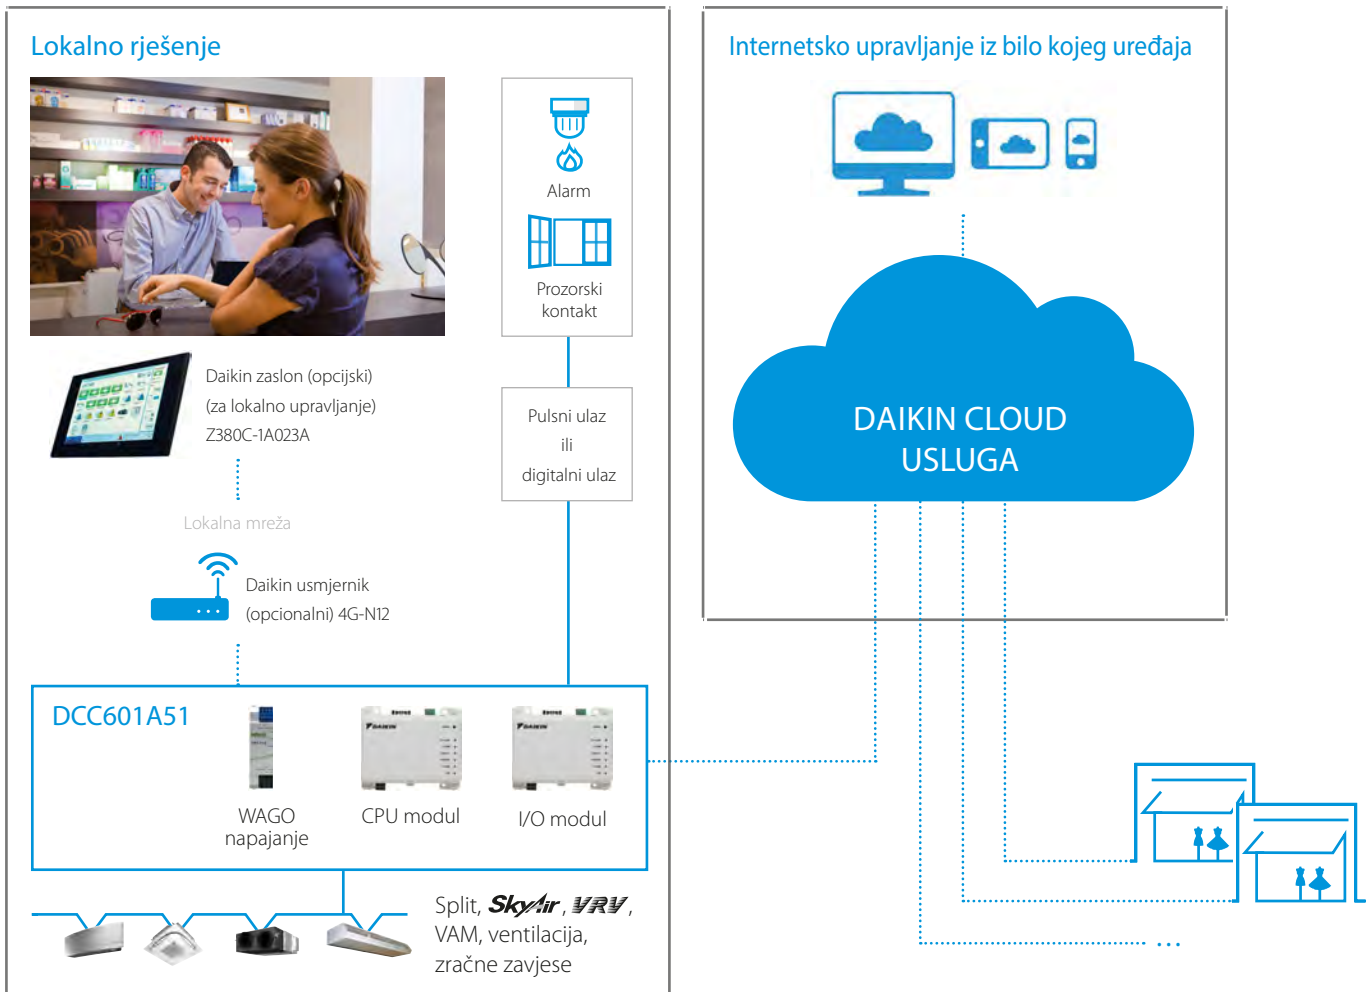 Lokalno rješenje
Alarm
Prozorski
kontakt
Daikin zaslon (opcijski)
(za lokalno upravljanje)
Z380C-1A023A
Pulsni ulaz
ili
digitalni ulaz
Lokalna mreža
Daikin usmjernik
(opcionalni) 4G-N12
DCC601A51
DAIKIN
DAIKIN
WAGO
napajanje
CPU modul
I/O modul
Split, SkyAir, VRV,
VAM, ventilacija,
zračne zavjese
Internetsko upravljanje iz bilo kojeg uređaja
DAIKIN CLOUD
USLUGA
...